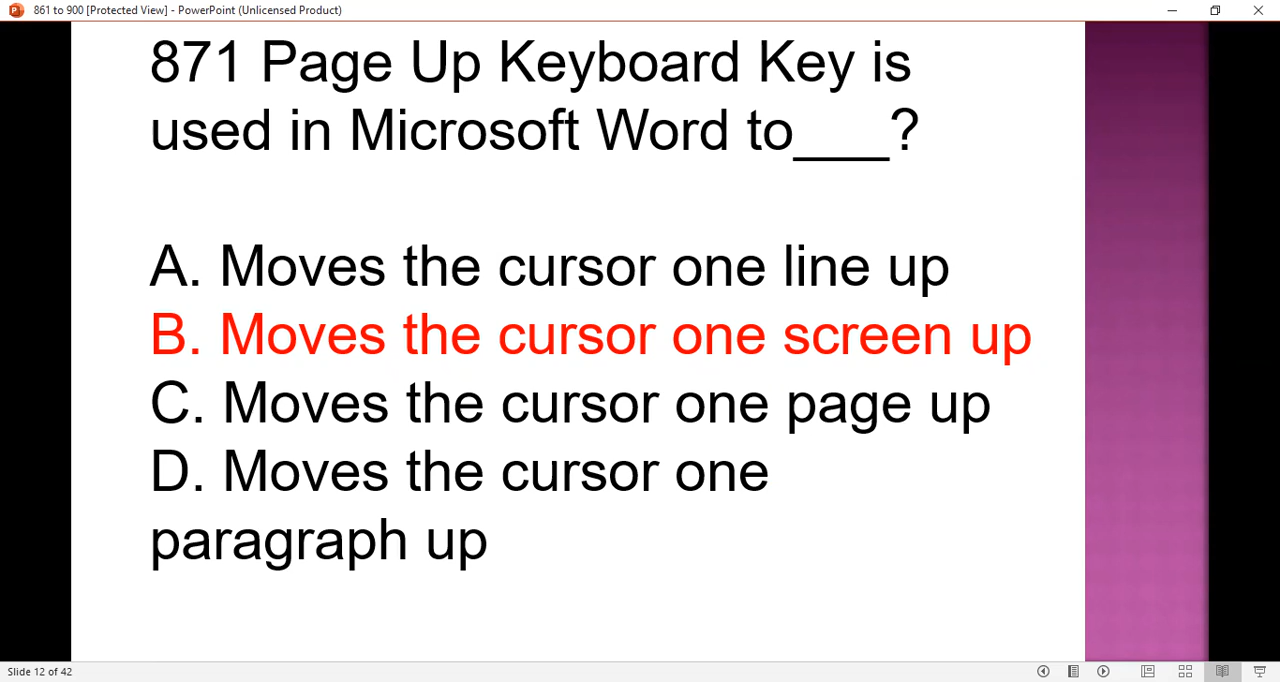 861 to 900 [Protected View] - PowerPoint (Unlicensed Product)
871 Page Up Keyboard Key is
used in Microsoft Word to___?
A. Moves the cursor one line up
B. Moves the cursor one screen up
C. Moves the cursor one page up
D. Moves the cursor one
paragraph up
Slide 12 of 42